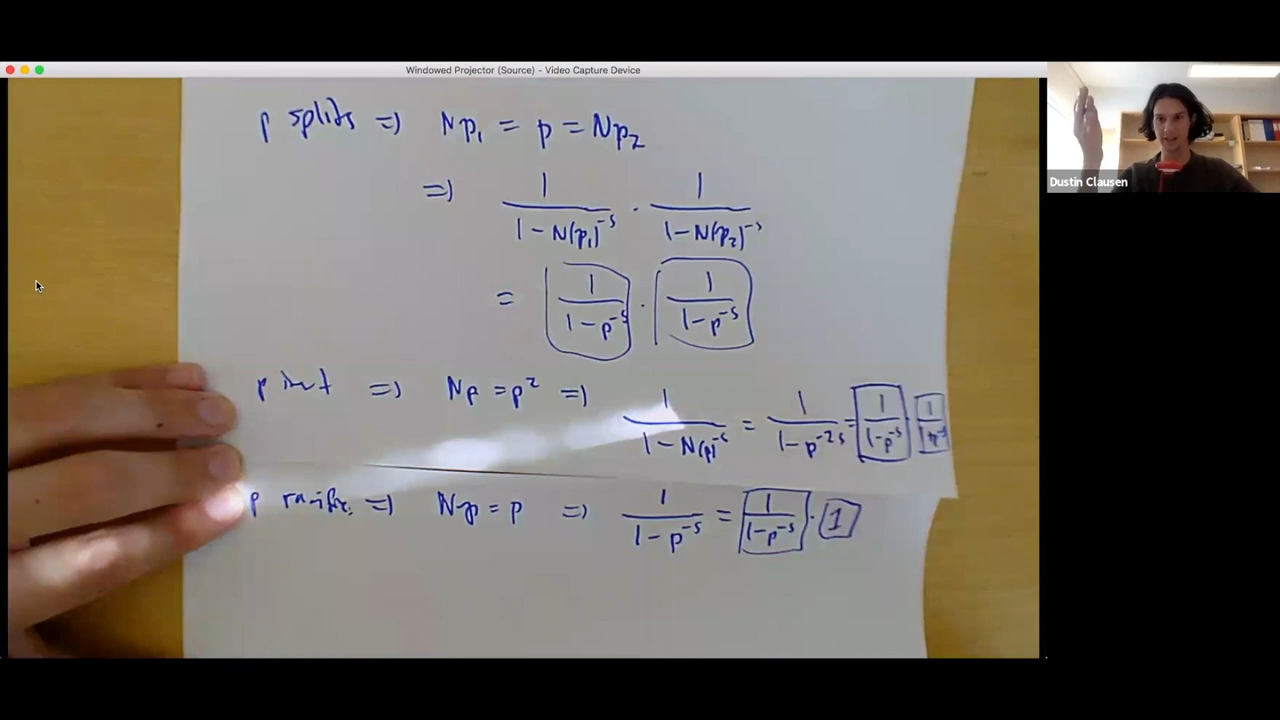 Windowed Projector (Source) - Video Capture Device
Dustin Clausen
p splits ⇒ Np₁ = p = Np₂
⇒ 1/(1-N(p₁)^-s) · 1/(1-N(p₂)^-s)
= 1/(1-p^-s) · 1/(1-p^-s)
p inert ⇒ Np = p² ⇒ 1/(1-N(p)^-s) = 1/(1-p^-2s) = 1/(1-p^-s) · 1/(1+p^-s)
p ramifies ⇒ Np = p ⇒ 1/(1-p^-s) = 1/(1-p^-s) · 1